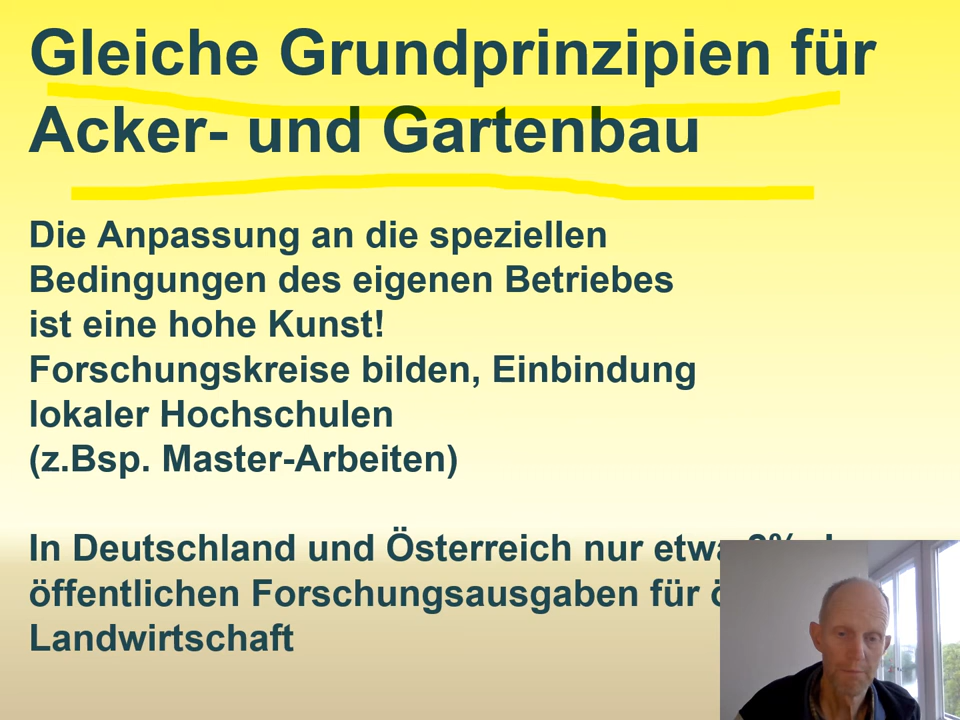 Gleiche Grundprinzipien für
Acker- und Gartenbau
Die Anpassung an die speziellen
Bedingungen des eigenen Betriebes
ist eine hohe Kunst!
Forschungskreise bilden, Einbindung
lokaler Hochschulen
(z.Bsp. Master-Arbeiten)
In Deutschland und Österreich nur etwa
öffentlichen Forschungsausgaben für
Landwirtschaft